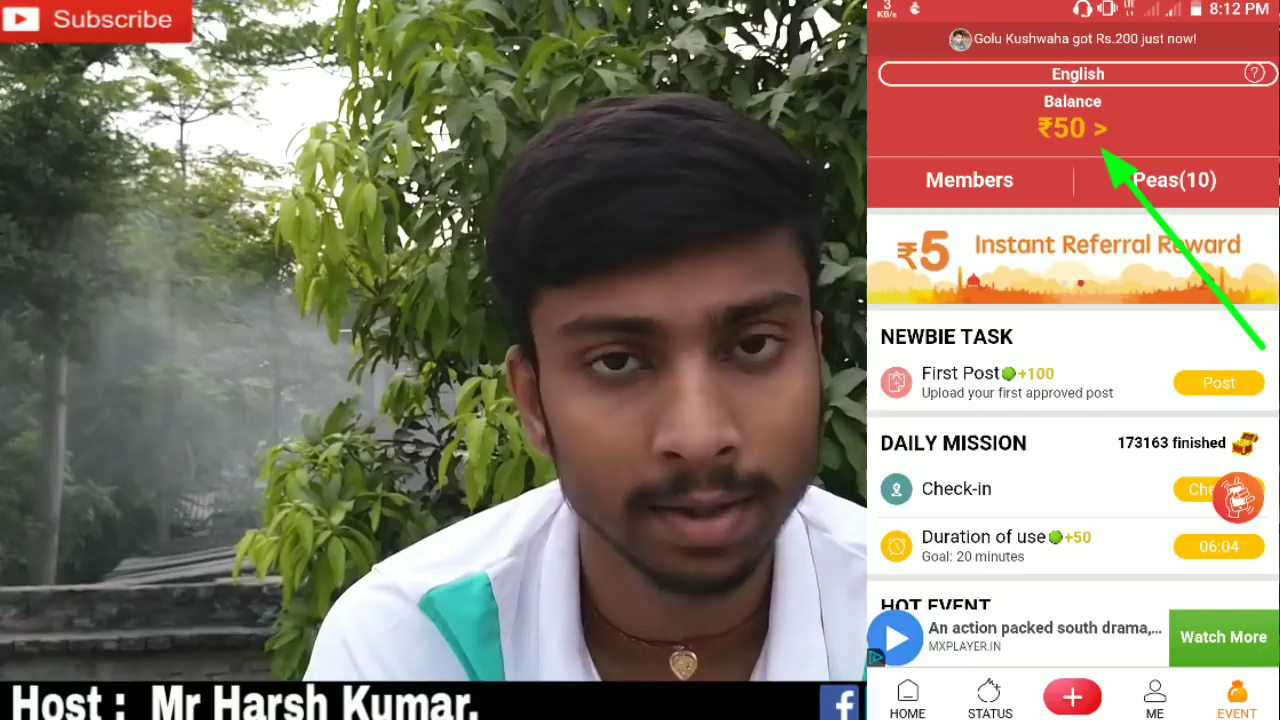 Subscribe
Host : Mr Harsh Kumar.
f
3
KB/s
LTE
8:12 PM
Golu Kushwaha got Rs.200 just now!
English
?
Balance
₹50 >
Members
Peas(10)
₹5 Instant Referral Reward
NEWBIE TASK
First Post +100
Upload your first approved post
Post
DAILY MISSION
173163 finished
Check-in
Che
Duration of use +50
Goal: 20 minutes
06:04
HOT EVENT
An action packed south drama,...
MXPLAYER.IN
Watch More
HOME
STATUS
ME
EVENT